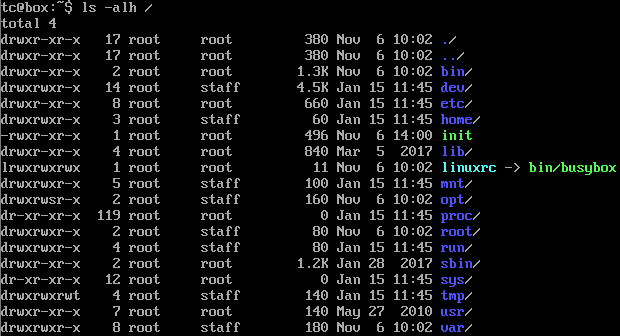 tc@box:~$ ls -alh /
total 4
drwxr-xr-x   17 root     root         380 Nov  6 10:02 ./
drwxr-xr-x   17 root     root         380 Nov  6 10:02 ../
drwxr-xr-x    2 root     root        1.3K Nov  6 10:02 bin/
drwxrwxr-x   14 root     staff       4.5K Jan 15 11:45 dev/
drwxr-xr-x    8 root     root         660 Jan 15 11:45 etc/
drwxrwxr-x    3 root     staff         60 Jan 15 11:45 home/
-rwxr-xr-x    1 root     root         496 Nov  6 14:00 init
drwxr-xr-x    4 root     root         840 Mar  5  2017 lib/
lrwxrwxrwx    1 root     root          11 Nov  6 10:02 linuxrc -> bin/busybox
drwxrwxr-x    5 root     staff        100 Jan 15 11:45 mnt/
drwxrwsr-x    2 root     staff        160 Nov  6 10:02 opt/
dr-xr-xr-x  119 root     root           0 Jan 15 11:45 proc/
drwxrwxr-x    2 root     staff         80 Nov  6 10:02 root/
drwxrwxr-x    4 root     staff         80 Jan 15 11:45 run/
drwxr-xr-x    2 root     root        1.2K Jan 28  2017 sbin/
dr-xr-xr-x   12 root     root           0 Jan 15 11:45 sys/
drwxrwxrwt    4 root     staff        140 Jan 15 11:45 tmp/
drwxr-xr-x    7 root     root         140 May 27  2010 usr/
drwxrwxr-x    8 root     staff        180 Nov  6 10:02 var/